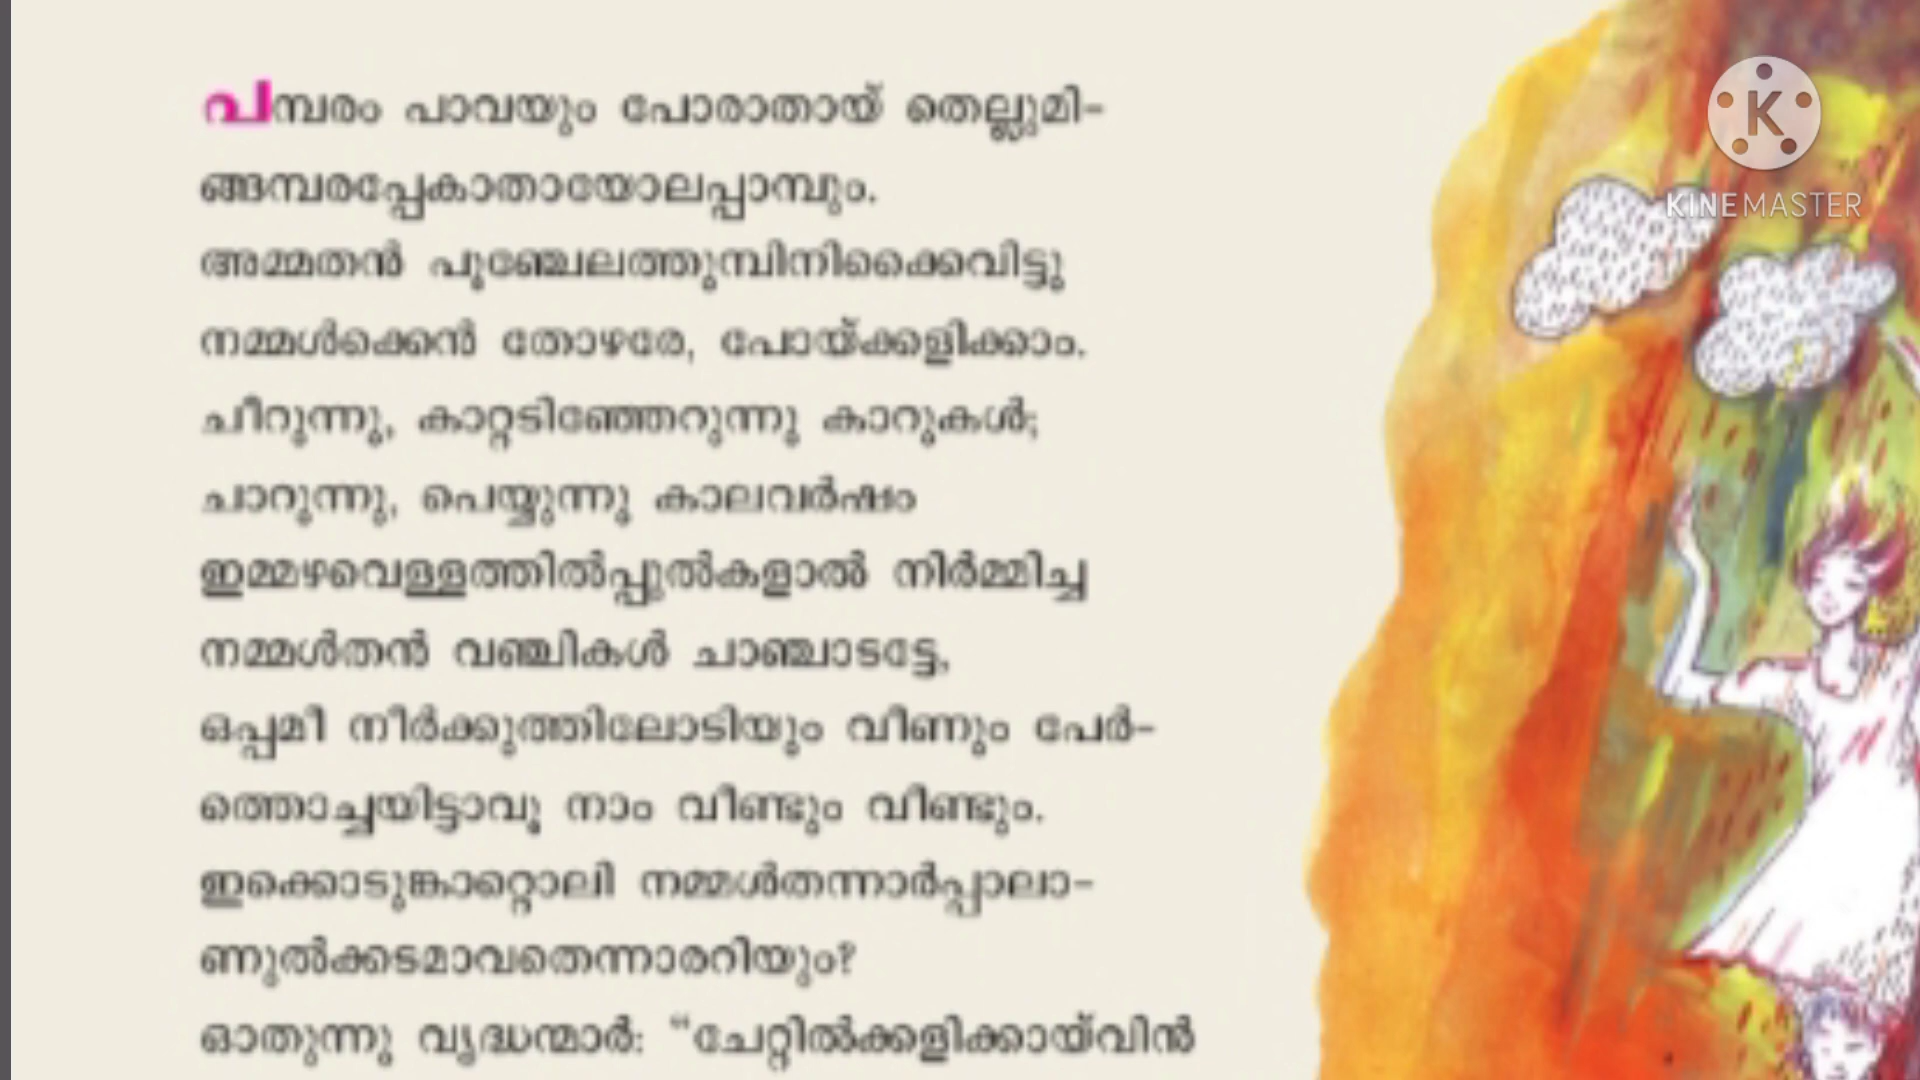 പമ്പരം പാവയും പോരാതായ് തെല്ലുമി-
ങ്ങമ്പരപ്പേകാതായോലപ്പാമ്പും.
അമ്മതൻ പൂഞ്ചേലത്തുമ്പിനിക്കൈവിട്ടു
നമ്മൾക്കെൻ തോഴരേ, പോയ്ക്കളിക്കാം.
ചീറുന്നു, കാറ്റടിഞ്ഞേറുന്നു കാറുകൾ;
ചാറുന്നു, പെയ്യുന്നു കാലവർഷം
ഇമ്മഴവെള്ളത്തിൽപ്പുൽകളാൽ നിർമ്മിച്ച
നമ്മൾതൻ വഞ്ചികൾ ചാഞ്ചാടട്ടേ,
ഒപ്പമീ നീർക്കുത്തിലോടിയും വീണും പേർ-
ത്തൊച്ചയിട്ടാവൂ നാം വീണ്ടും വീണ്ടും.
ഇക്കൊടുങ്കാറ്റൊലി നമ്മൾതന്നാർപ്പാലാ-
ണുൽക്കടമാവതെന്നാരറിയും?
ഓതുന്നു വൃദ്ധന്മാർ: “ചേറ്റിൽക്കളിക്കായ്‌വിൻ
K
KINEMASTER